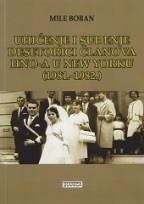 MILE BOBAN
UHIĆENJE I SUĐENJE
DESETORICI ČLANOVA
HNO-A U NEW YORKU
(1981.-1982.)